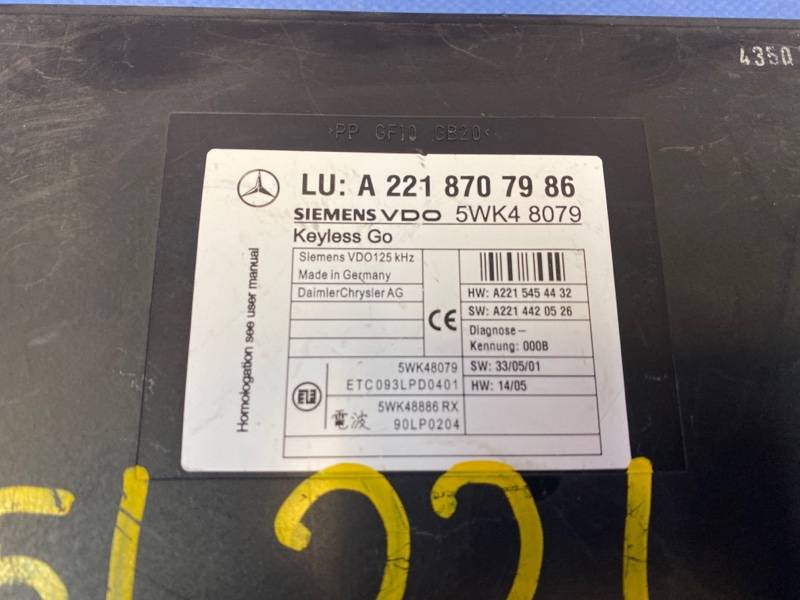 4350
>PP GF10 GB20<
LU: A 221 870 79 86
SIEMENS VDO 5WK4 8079
Keyless Go
Homologation see user manual
Siemens VDO125 kHz
Made in Germany
DaimlerChrysler AG
CE
HW: A221 545 44 32
SW: A221 442 05 26
Diagnose-
Kennung: 000B
SW: 33/05/01
HW: 14/05
5WK48079
ETC093LPD0401
5WK48886 RX
電波 90LP0204
221